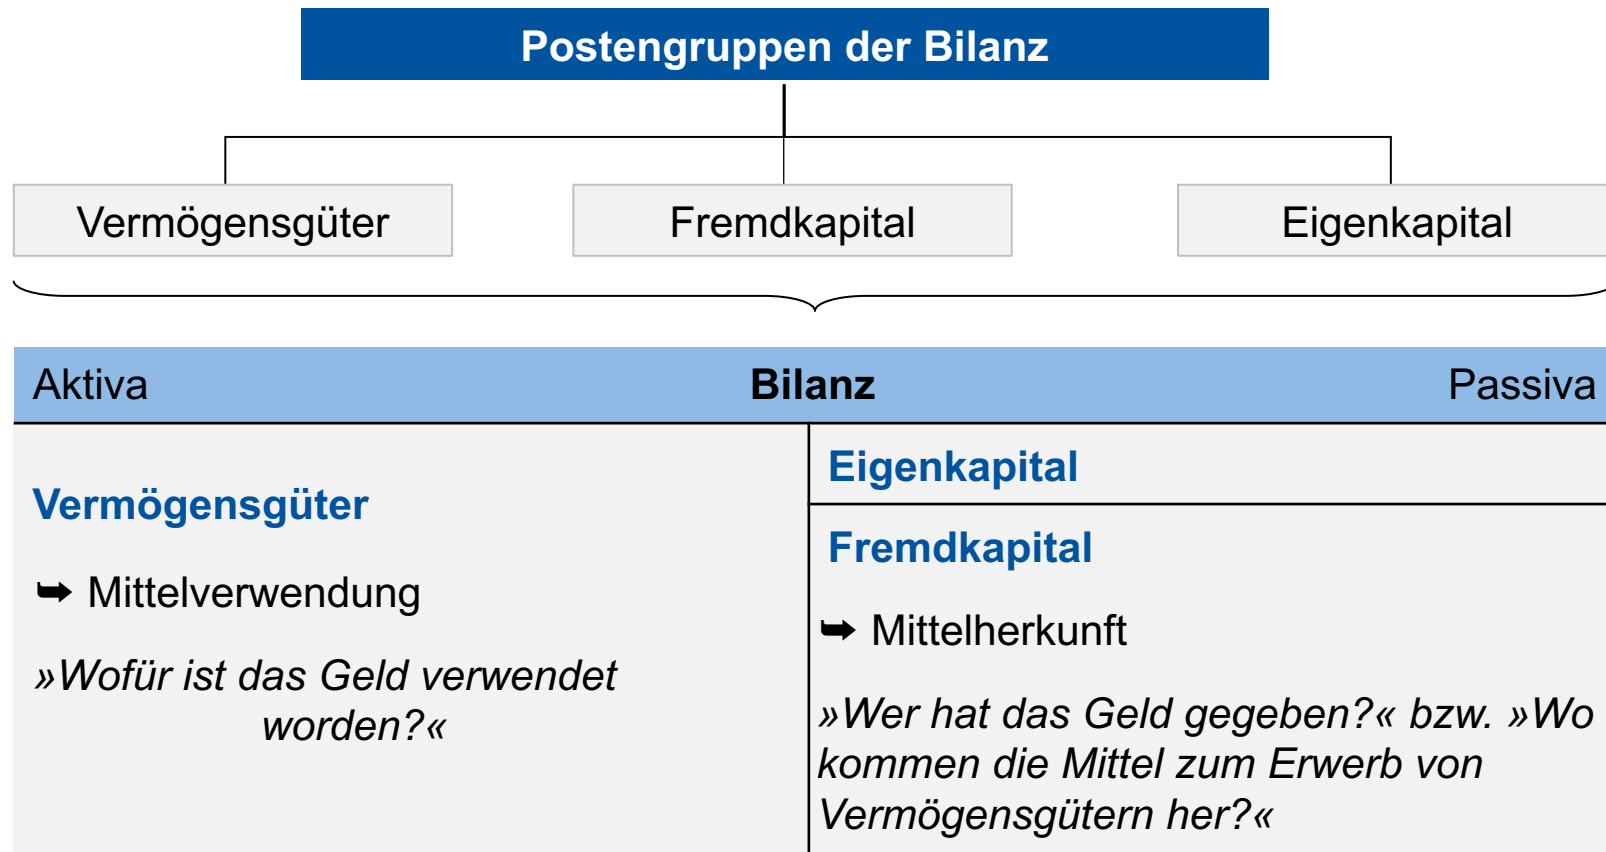 Postengruppen der Bilanz
Vermögensgüter
Fremdkapital
Eigenkapital
Aktiva
Bilanz
Passiva
Vermögensgüter
➥ Mittelverwendung
»Wofür ist das Geld verwendet
worden?«
Eigenkapital
Fremdkapital
➥ Mittelherkunft
»Wer hat das Geld gegeben?« bzw. »Wo
kommen die Mittel zum Erwerb von
Vermögensgütern her?«